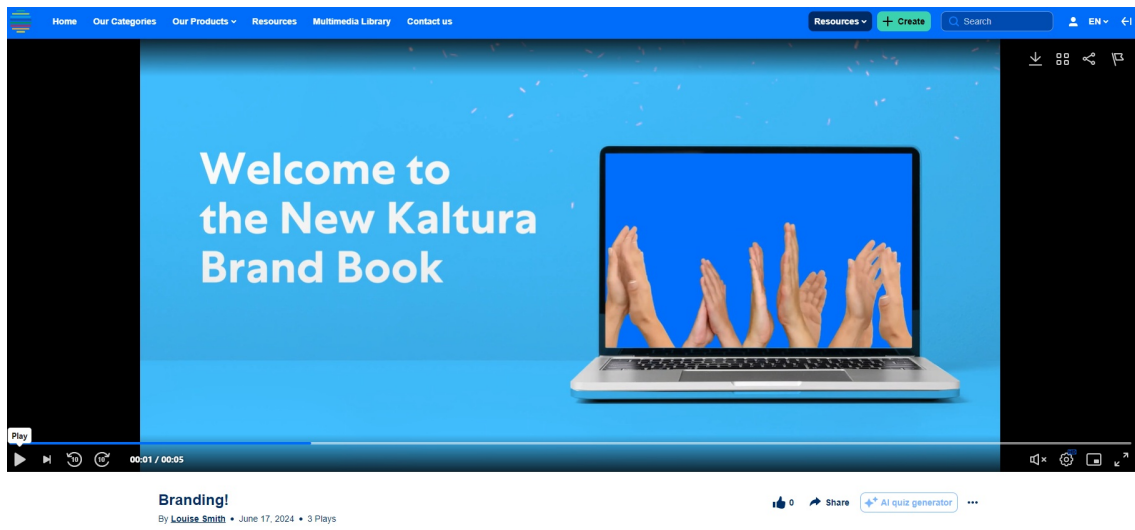 Home Our Categories Our Products Resources Multimedia Library Contact us Resources + Create Search EN
Welcome to
the New Kaltura
Brand Book
Play
10 10 00:01 / 00:05
Branding!
By Louise Smith • June 17, 2024 • 3 Plays
0 Share AI quiz generator